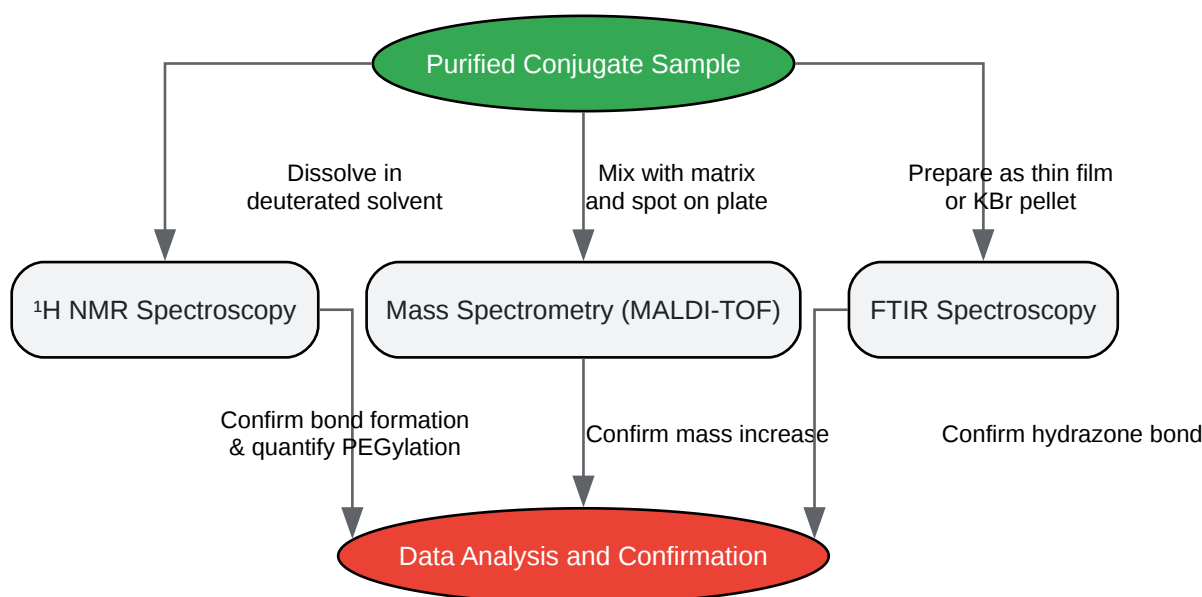 Purified Conjugate Sample
Dissolve in
deuterated solvent
Mix with matrix
and spot on plate
Prepare as thin film
or KBr pellet
¹H NMR Spectroscopy
Mass Spectrometry (MALDI-TOF)
FTIR Spectroscopy
Confirm bond formation
& quantify PEGylation
Confirm mass increase
Confirm hydrazone bond
Data Analysis and Confirmation